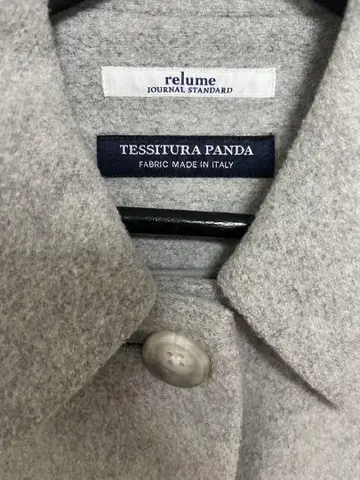 relume
JOURNAL STANDARD
TESSITURA PANDA
FABRIC MADE IN ITALY